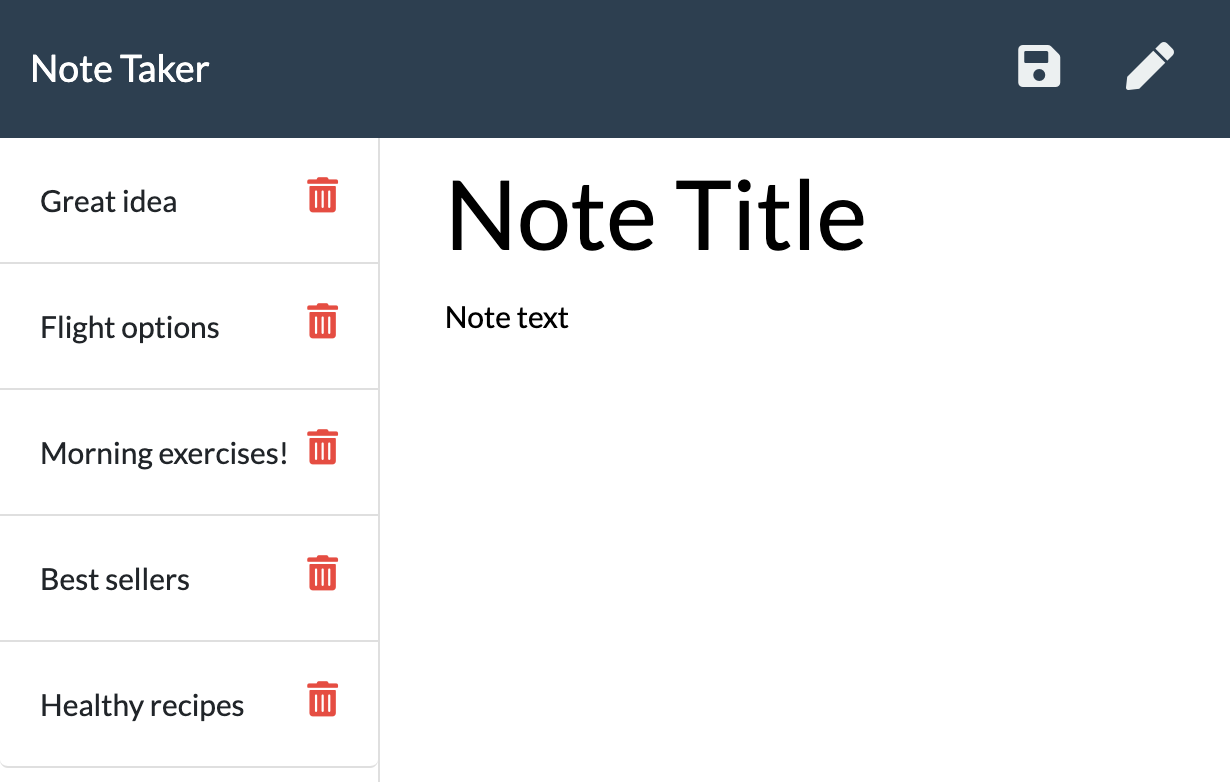 Note Taker
Great idea
Flight options
Morning exercises!
Best sellers
Healthy recipes
Note Title
Note text